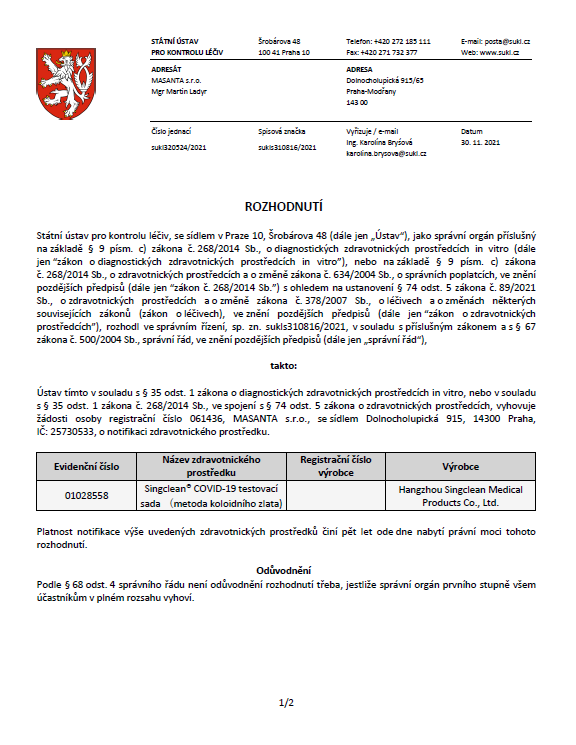 STÁTNÍ ÚSTAV
PRO KONTROLU LÉČIV
Šrobárova 48
100 41 Praha 10
Telefon: +420 272 185 111
Fax: +420 271 732 377
E-mail: posta@sukl.cz
Web: www.sukl.cz
ADRESÁT
MASANTA s.r.o.
Mgr Martin Ladyr
ADRESA
Dolnocholupická 915/65
Praha-Modřany
143 00
Číslo jednací
sukl320524/2021
Spisová značka
sukls310816/2021
Vyřizuje / e-mail
Ing. Karolína Bryšová
karolina.brysova@sukl.cz
Datum
30. 11. 2021
ROZHODNUTÍ
Státní ústav pro kontrolu léčiv, se sídlem v Praze 10, Šrobárova 48 (dále jen „Ústav“), jako správní orgán příslušný
na základě § 9 písm. c) zákona č. 268/2014 Sb., o diagnostických zdravotnických prostředcích in vitro (dále
jen “zákon o diagnostických zdravotnických prostředcích in vitro”), nebo na základě § 9 písm. c) zákona
č. 268/2014 Sb., o zdravotnických prostředcích a o změně zákona č. 634/2004 Sb., o správních poplatcích, ve znění
pozdějších předpisů (dále jen “zákon č. 268/2014 Sb.”) s ohledem na ustanovení § 74 odst. 5 zákona č. 89/2021
Sb., o zdravotnických prostředcích a o změně zákona č. 378/2007 Sb., o léčivech a o změnách některých
souvisejících zákonů (zákon o léčivech), ve znění pozdějších předpisů (dále jen “zákon o zdravotnických
prostředcích”), rozhodl ve správním řízení, sp. zn. sukls310816/2021, v souladu s příslušným zákonem a s § 67
zákona č. 500/2004 Sb., správní řád, ve znění pozdějších předpisů (dále jen „správní řád“),
takto:
Ústav tímto v souladu s § 35 odst. 1 zákona o diagnostických zdravotnických prostředcích in vitro, nebo v souladu
s § 35 odst. 1 zákona č. 268/2014 Sb., ve spojení s § 74 odst. 5 zákona o zdravotnických prostředcích, vyhovuje
žádosti osoby registrační číslo 061436, MASANTA s.r.o., se sídlem Dolnocholupická 915, 14300 Praha,
IČ: 25730533, o notifikaci zdravotnického prostředku.
Evidenční číslo
Název zdravotnického
prostředku
Registrační číslo
výrobce
Výrobce
01028558
Singclean® COVID-19 testovací
sada （metoda koloidního zlata)
Hangzhou Singclean Medical
Products Co., Ltd.
Platnost notifikace výše uvedených zdravotnických prostředků činí pět let ode dne nabytí právní moci tohoto
rozhodnutí.
Odůvodnění
Podle § 68 odst. 4 správního řádu není odůvodnění rozhodnutí třeba, jestliže správní orgán prvního stupně všem
účastníkům v plném rozsahu vyhoví.
1/2